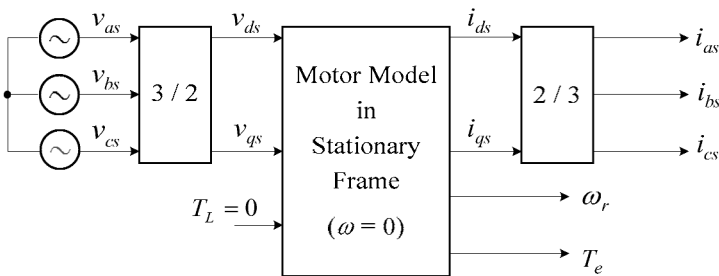 v_as
v_bs
v_cs
3 / 2
v_ds
v_qs
T_L = 0
Motor Model
in
Stationary
Frame
(ω = 0)
i_ds
i_qs
2 / 3
i_as
i_bs
i_cs
ω_r
T_e